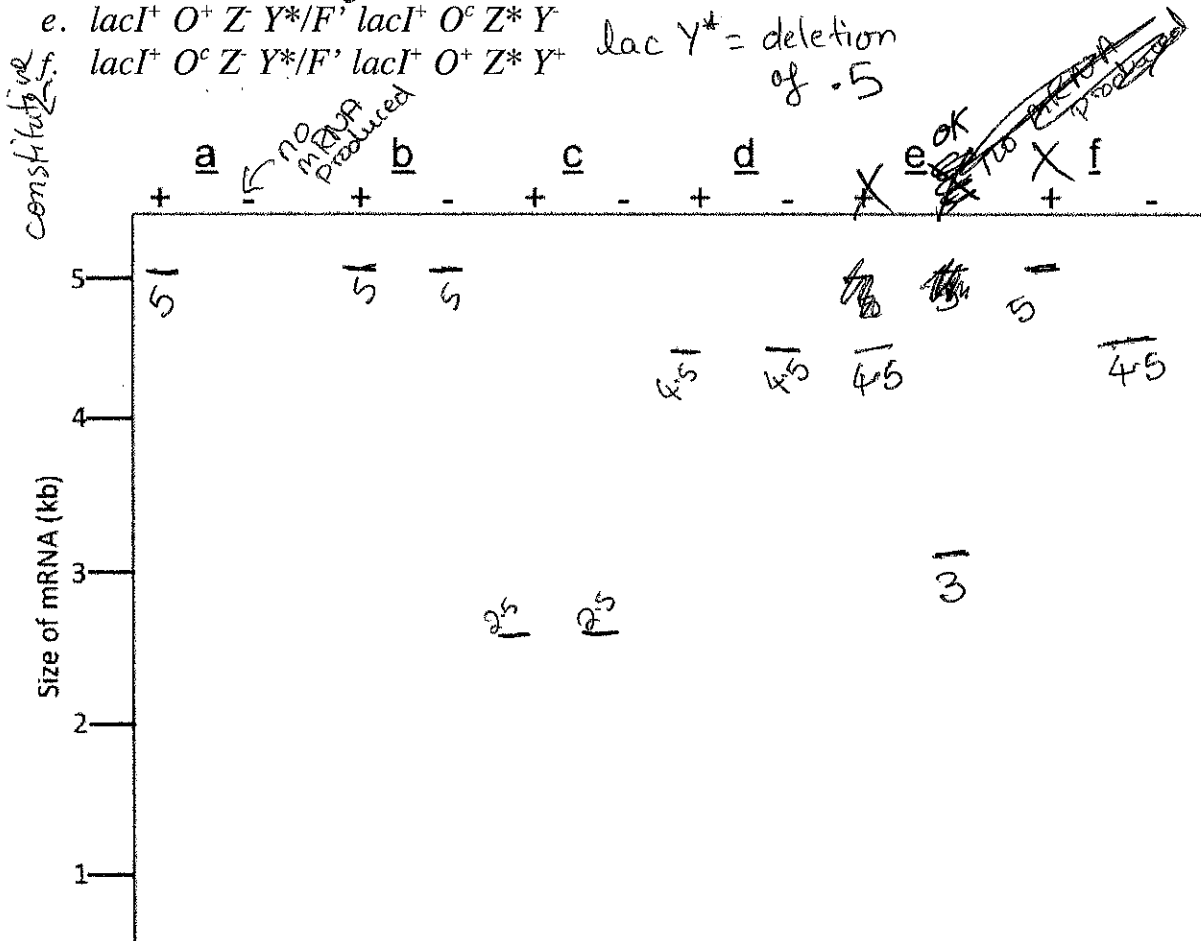 e. lacI⁺ O⁺ Z⁻ Y*/F' lacI⁺ Oᶜ Z* Y⁻
f. lacI⁺ Oᶜ Z⁻ Y*/F' lacI⁺ O⁺ Z* Y⁺
lac Y* = deletion
of .5
constitutive
no
mRNA
produced
OK
mRNA
produced
a b c d e f
+ - + - + - + - X + X + -
X
5
5 5 5 5
4.5 4.5 4.5 4.5
4
Size of mRNA (kb)
3
3
2.5 2.5
2
1